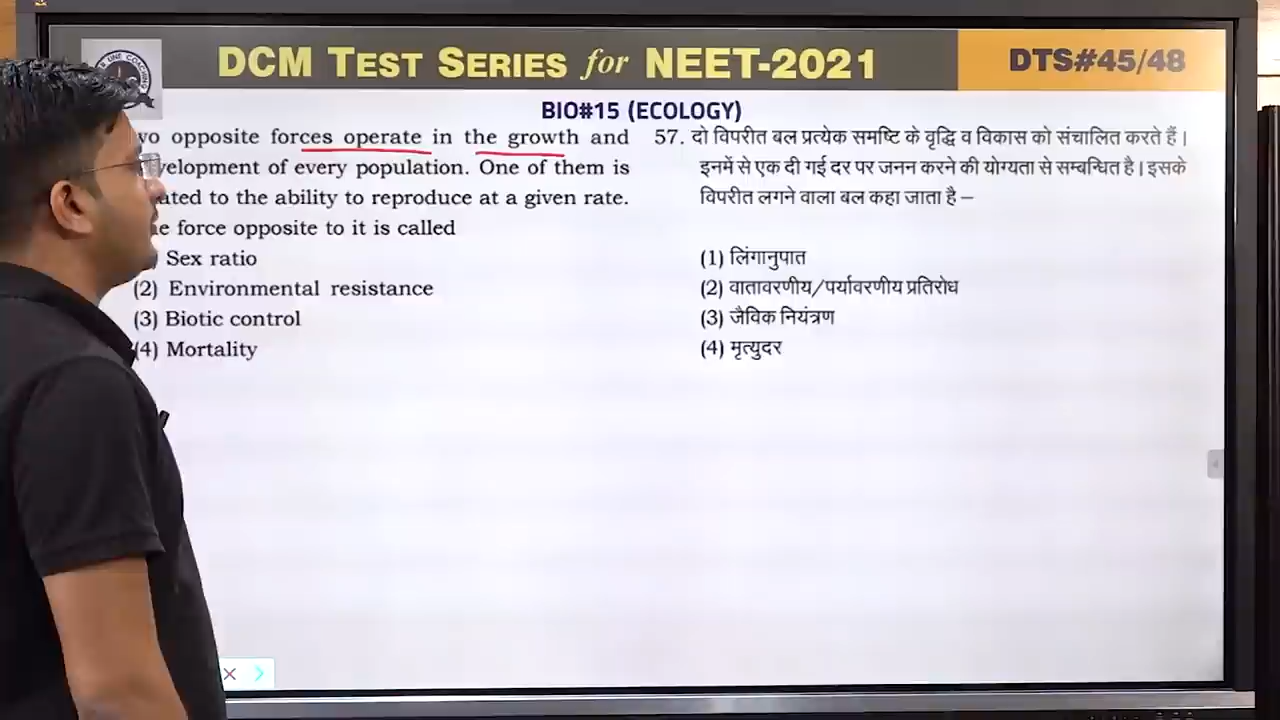 DCM TEST SERIES for NEET-2021
DTS#45/48
BIO#15 (ECOLOGY)
opposite forces operate in the growth and
of every population. One of them is
to the ability to reproduce at a given rate.
force opposite to it is called
Sex ratio
(2) Environmental resistance
(3) Biotic control
(4) Mortality
57. दो विपरीत बल प्रत्येक समष्टि के वृद्धि व विकास को संचालित करते हैं।
इनमें से एक दी गई दर पर जनन करने की योग्यता से सम्बन्धित है। इसके
विपरीत लगने वाला बल कहा जाता है –
(1) लिंगानुपात
(2) वातावरणीय/पर्यावरणीय प्रतिरोध
(3) जैविक नियंत्रण
(4) मृत्युदर